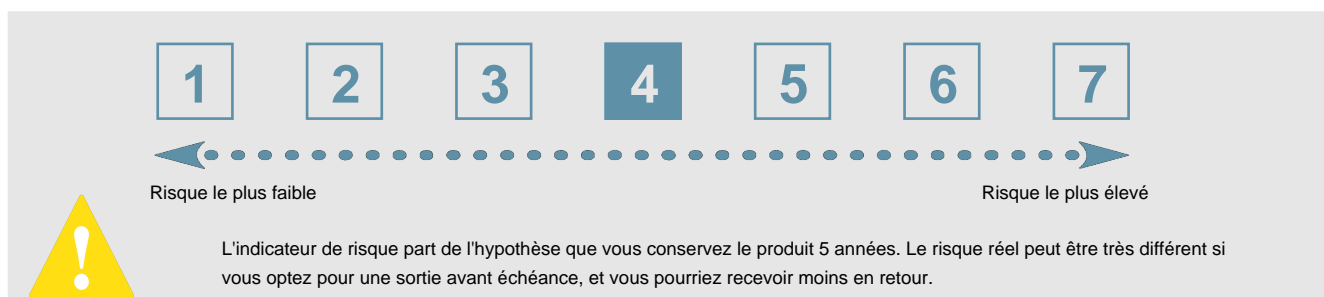 1 2 3 4 5 6 7
Risque le plus faible Risque le plus élevé
!
L'indicateur de risque part de l'hypothèse que vous conservez le produit 5 années. Le risque réel peut être très différent si
vous optez pour une sortie avant échéance, et vous pourriez recevoir moins en retour.